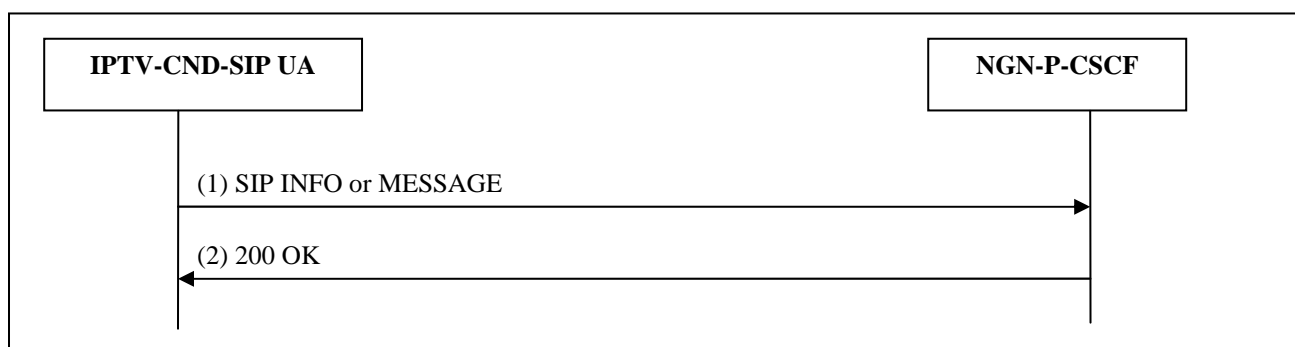 IPTV-CND-SIP UA
NGN-P-CSCF
(1) SIP INFO or MESSAGE
(2) 200 OK